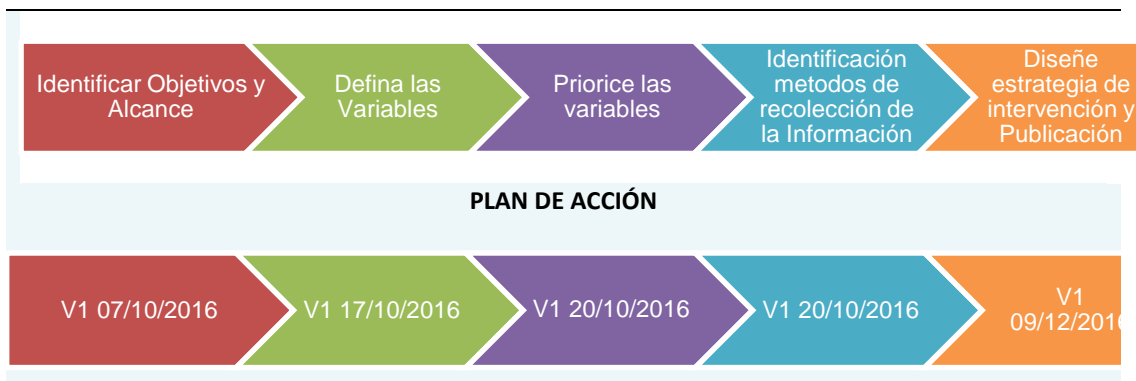 Identificar Objetivos y
Alcance
Defina las
Variables
Priorice las
variables
Identificación
metodos de
recolección de
la Información
Diseñe
estrategia de
intervención y
Publicación
PLAN DE ACCIÓN
V1 07/10/2016
V1 17/10/2016
V1 20/10/2016
V1 20/10/2016
V1
09/12/2016